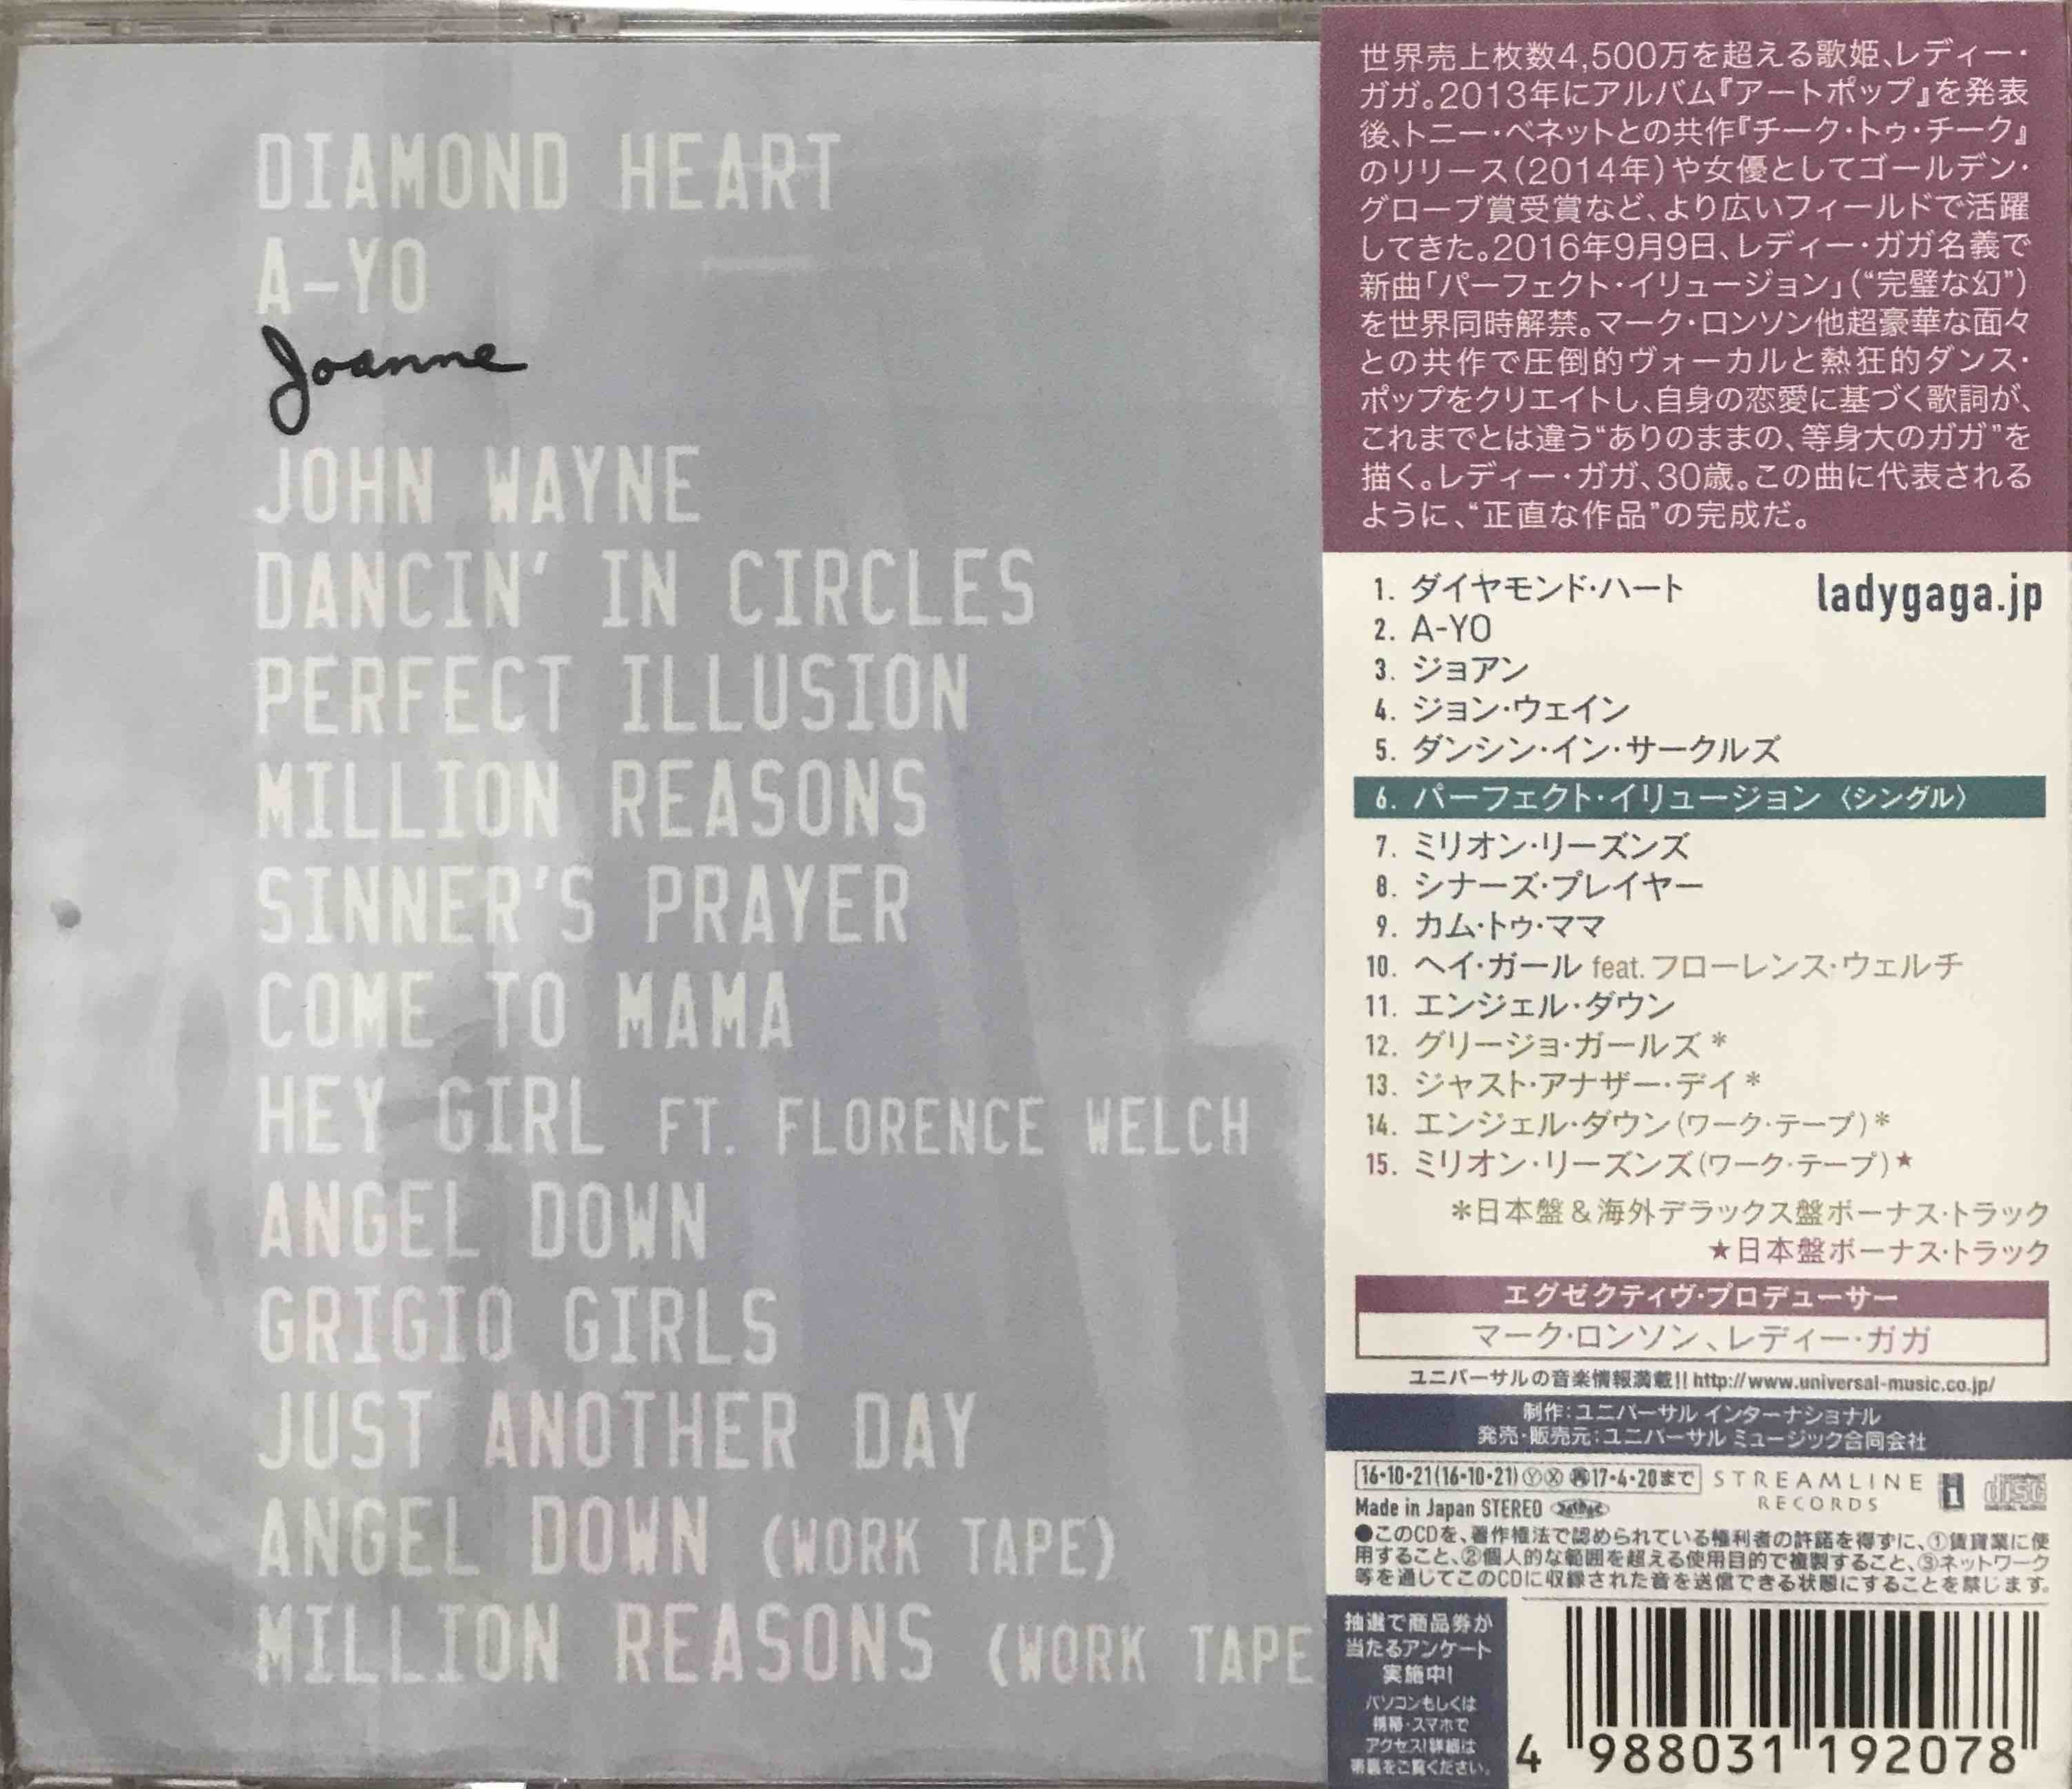 DIAMOND HEART
A-YO
Joanne
JOHN WAYNE
DANCIN' IN CIRCLES
PERFECT ILLUSION
MILLION REASONS
SINNER'S PRAYER
COME TO MAMA
HEY GIRL FT. FLORENCE WELCH
ANGEL DOWN
GRIGIO GIRLS
JUST ANOTHER DAY
ANGEL DOWN (WORK TAPE)
MILLION REASONS (WORK TAPE
世界売上枚数4,500万を超える歌姫、レディー・
ガガ。2013年にアルバム『アートポップ』を発表
後、トニー・ベネットとの共作『チーク・トゥ・チーク』
のリリース(2014年)や女優としてゴールデン・
グローブ賞受賞など、より広いフィールドで活躍
してきた。2016年9月9日、レディー・ガガ名義で
新曲「パーフェクト・イリュージョン」(“完璧な幻”)
を世界同時解禁。マーク・ロンソン他超豪華な面々
との共作で圧倒的ヴォーカルと熱狂的ダンス・
ポップをクリエイトし、自身の恋愛に基づく歌詞が、
これまでとは違う“ありのままの、等身大のガガ”を
描く。レディー・ガガ、30歳。この曲に代表される
ように、“正直な作品”の完成だ。
ladygaga.jp
1. ダイヤモンド・ハート
2. A-YO
3. ジョアン
4. ジョン・ウェイン
5. ダンシン・イン・サークルズ
6. パーフェクト・イリュージョン〈シングル〉
7. ミリオン・リーズンズ
8. シナーズ・プレイヤー
9. カム・トゥ・ママ
10. ヘイ・ガール feat.フローレンス・ウェルチ
11. エンジェル・ダウン
12. グリージョ・ガールズ *
13. ジャスト・アナザー・デイ *
14. エンジェル・ダウン(ワーク・テープ)*
15. ミリオン・リーズンズ(ワーク・テープ)★
*日本盤&海外デラックス盤ボーナス・トラック
★日本盤ボーナス・トラック
エグゼクティヴ・プロデューサー
マーク・ロンソン、レディー・ガガ
ユニバーサルの音楽情報満載!! http://www.universal-music.co.jp/
制作:ユニバーサル インターナショナル
発売・販売元:ユニバーサル ミュージック合同会社
16・10・21(16・10・21)Ⓨ Ⓧ 再17・4・20まで
STREAMLINE
RECORDS
i
disc
Made in Japan STEREO
●このCDを、著作権法で認められている権利者の許諾を得ずに、①賃貸業に使
用すること、②個人的な範囲を超える使用目的で複製すること、③ネットワーク
等を通じてこのCDに収録された音を送信できる状態にすることを禁じます。
抽選で商品券が
当たるアンケート
実施中!
パソコンもしくは
携帯・スマホで
アクセス!詳細は
帯裏をご覧ください。
4 988031 192078